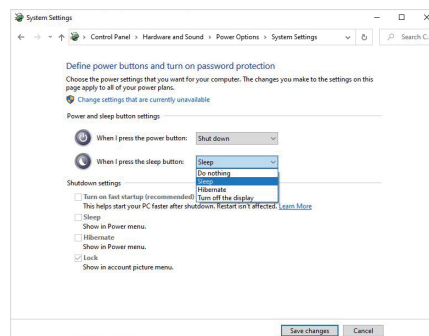 System Settings
Control Panel > Hardware and Sound > Power Options > System Settings
Search C
Define power buttons and turn on password protection
Choose the power settings that you want for your computer. The changes you make to the settings on this
page apply to all of your power plans.
Change settings that are currently unavailable
Power and sleep button settings
When I press the power button: Shut down
When I press the sleep button: Sleep
Do nothing
Sleep
Hibernate
Turn off the display
Shutdown settings
Turn on fast startup (recommended)
This helps start your PC faster after shutdown. Restart isn't affected. Learn More
Sleep
Show in Power menu.
Hibernate
Show in Power menu.
Lock
Show in account picture menu.
Save changes Cancel